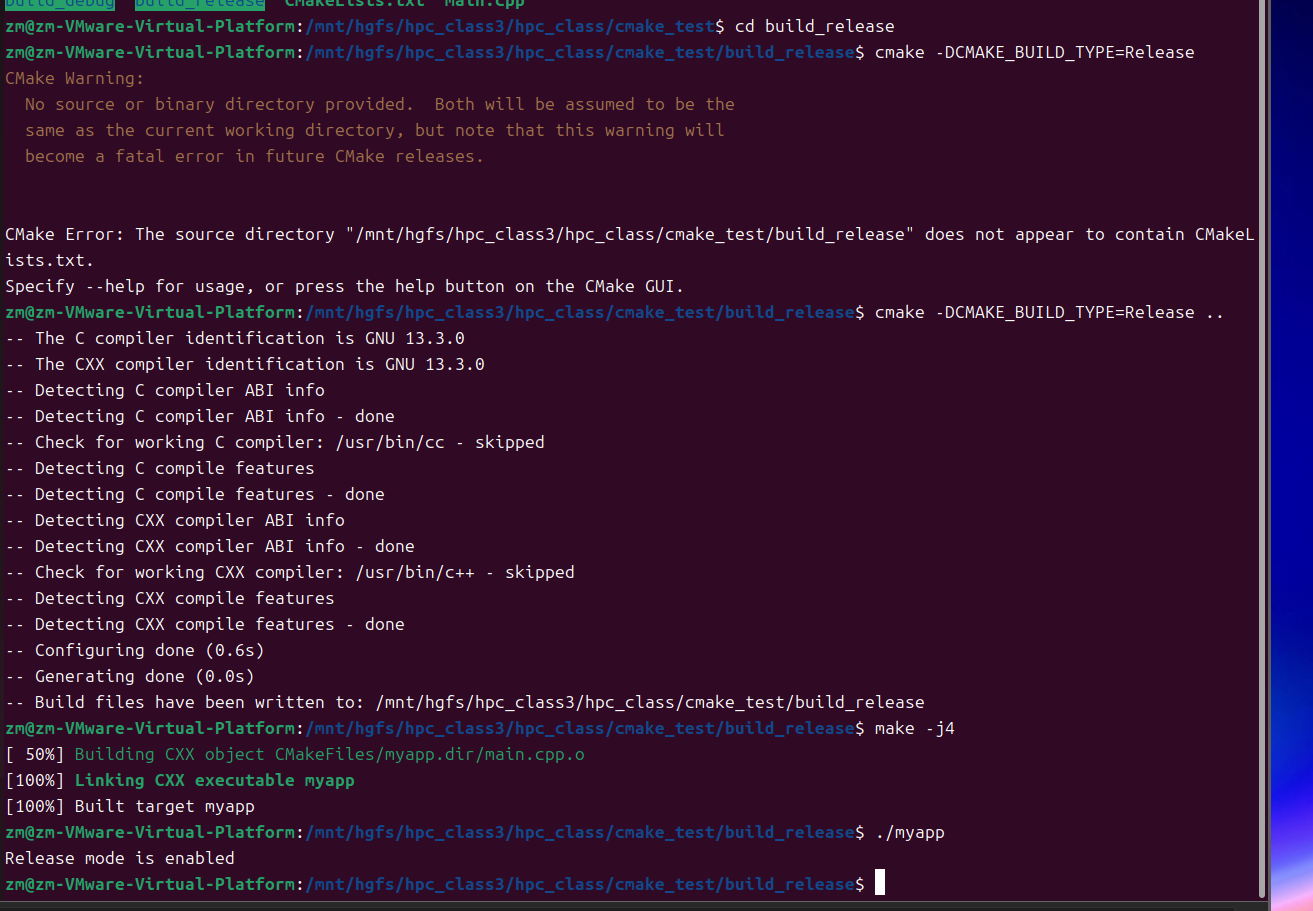 build_debug  build_release  CMakeLists.txt  main.cpp
zm@zm-VMware-Virtual-Platform:/mnt/hgfs/hpc_class3/hpc_class/cmake_test$ cd build_release
zm@zm-VMware-Virtual-Platform:/mnt/hgfs/hpc_class3/hpc_class/cmake_test/build_release$ cmake -DCMAKE_BUILD_TYPE=Release
CMake Warning:
  No source or binary directory provided.  Both will be assumed to be the
  same as the current working directory, but note that this warning will
  become a fatal error in future CMake releases.
CMake Error: The source directory "/mnt/hgfs/hpc_class3/hpc_class/cmake_test/build_release" does not appear to contain CMakeL
ists.txt.
Specify --help for usage, or press the help button on the CMake GUI.
zm@zm-VMware-Virtual-Platform:/mnt/hgfs/hpc_class3/hpc_class/cmake_test/build_release$ cmake -DCMAKE_BUILD_TYPE=Release ..
-- The C compiler identification is GNU 13.3.0
-- The CXX compiler identification is GNU 13.3.0
-- Detecting C compiler ABI info
-- Detecting C compiler ABI info - done
-- Check for working C compiler: /usr/bin/cc - skipped
-- Detecting C compile features
-- Detecting C compile features - done
-- Detecting CXX compiler ABI info
-- Detecting CXX compiler ABI info - done
-- Check for working CXX compiler: /usr/bin/c++ - skipped
-- Detecting CXX compile features
-- Detecting CXX compile features - done
-- Configuring done (0.6s)
-- Generating done (0.0s)
-- Build files have been written to: /mnt/hgfs/hpc_class3/hpc_class/cmake_test/build_release
zm@zm-VMware-Virtual-Platform:/mnt/hgfs/hpc_class3/hpc_class/cmake_test/build_release$ make -j4
[ 50%] Building CXX object CMakeFiles/myapp.dir/main.cpp.o
[100%] Linking CXX executable myapp
[100%] Built target myapp
zm@zm-VMware-Virtual-Platform:/mnt/hgfs/hpc_class3/hpc_class/cmake_test/build_release$ ./myapp
Release mode is enabled
zm@zm-VMware-Virtual-Platform:/mnt/hgfs/hpc_class3/hpc_class/cmake_test/build_release$